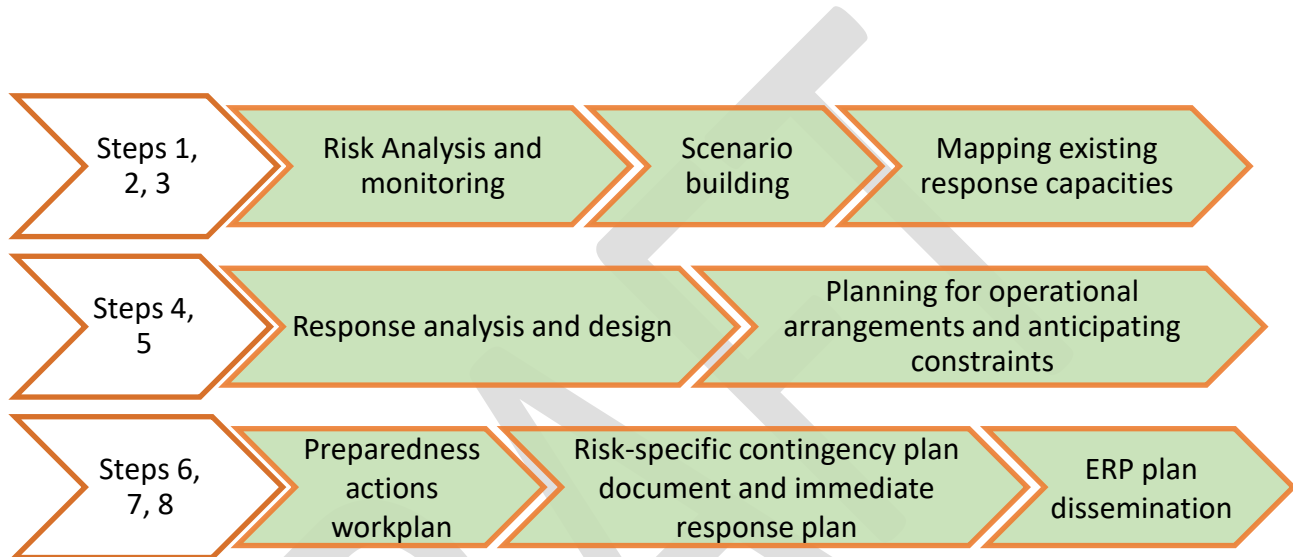 Steps 1,
2, 3
Risk Analysis and
monitoring
Scenario
building
Mapping existing
response capacities
Steps 4,
5
Response analysis and design
Planning for operational
arrangements and anticipating
constraints
Steps 6,
7, 8
Preparedness
actions
workplan
Risk-specific contingency plan
document and immediate
response plan
ERP plan
dissemination